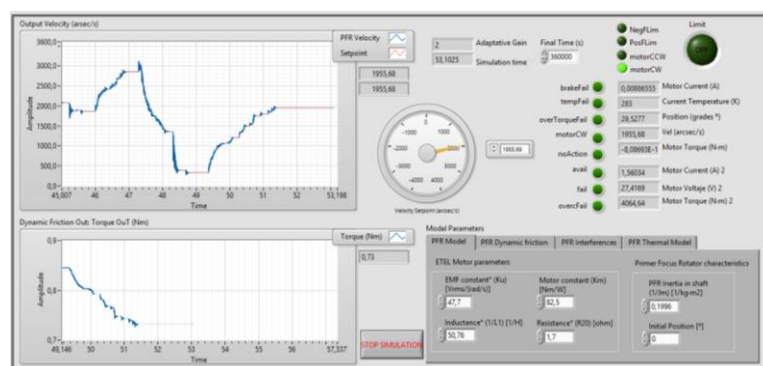 Output Velocity (arsec/s)
PFR Velocity
Setpoint
3600,0
3000,0
2500,0
2000,0
1500,0
1000,0
500,0
0,0
Amplitude
45,007 46 47 48 49 50 51 52 53,198
Time
1955,68
1955,68
2 Adaptative Gain
53,1025 Simulation time
Final Time (s)
360000
NegFLim
PosFLim
motorCCW
motorCW
Limit
OFF
brakeFail
tempFail
overTorqueFail
motorCW
noAction
avail
fail
overcFail
0,00886555 Motor Current (A)
283 Current Temperature (K)
29,5277 Position (grades º)
1955,68 Vel (arcsec/s)
-8,08693E-1 Motor Torque (N-m)
1,56034 Motor Current (A) 2
27,4169 Motor Voltaje (V) 2
4064,64 Motor Torque (N-m) 2
0
-1000
-2000
-3000
-4000
4000
3000
Velocity Setpoint (arcsec/s)
Dynamic Friction Out: Torque OuT (Nm)
Torque (Nm)
0,73
0,9
0,8
0,7
Amplitude
49,146 50 51 52 53 54 55 56 57,337
Time
STOP SIMULATION
Model Parameters
PFR Model
PFR Dynamic friction
PFR Interferences
PFR Thermal Model
ETEL Motor parameters
EMF constant* (Ku)
[Vrms/(rad/s)]
47,7
Motor constant (Km)
[Nm/W]
82,5
Inductance* (1/L1) [1/H]
50,76
Resistance* (R20) [ohm]
1,7
Primer Focus Rotator characteristics
PFR Inertia in shaft
(1/Jm) [1/kg-m2]
0,1996
Initial Position [º]
0